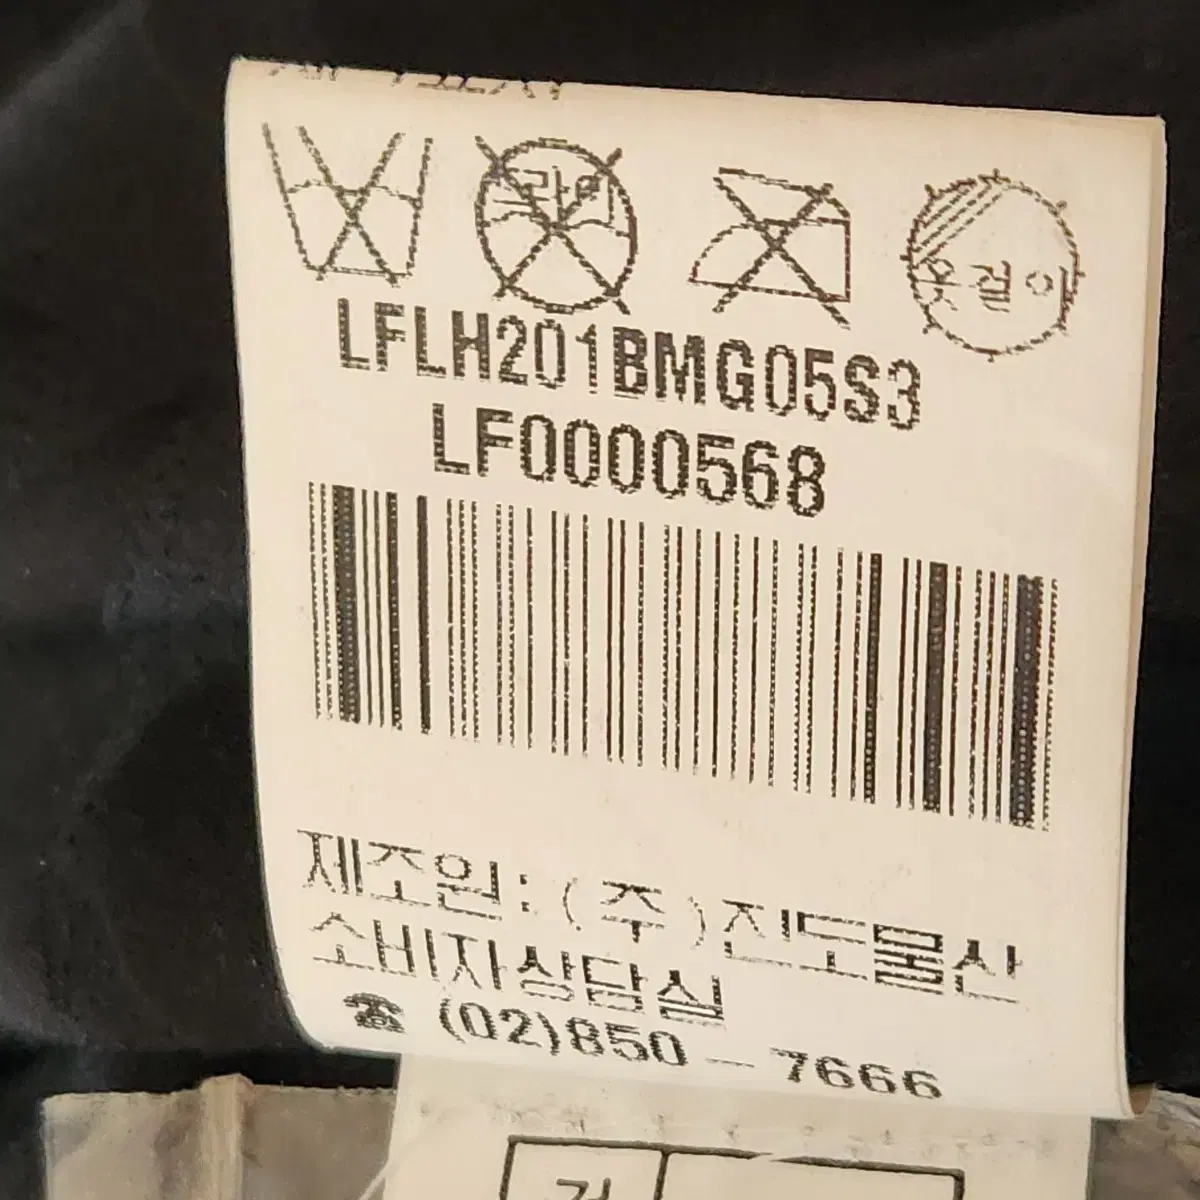 LFLH201BMG05S3
LF0000568
제조원: (주)진도물산
소비자상담실
☎ (02)850-7666